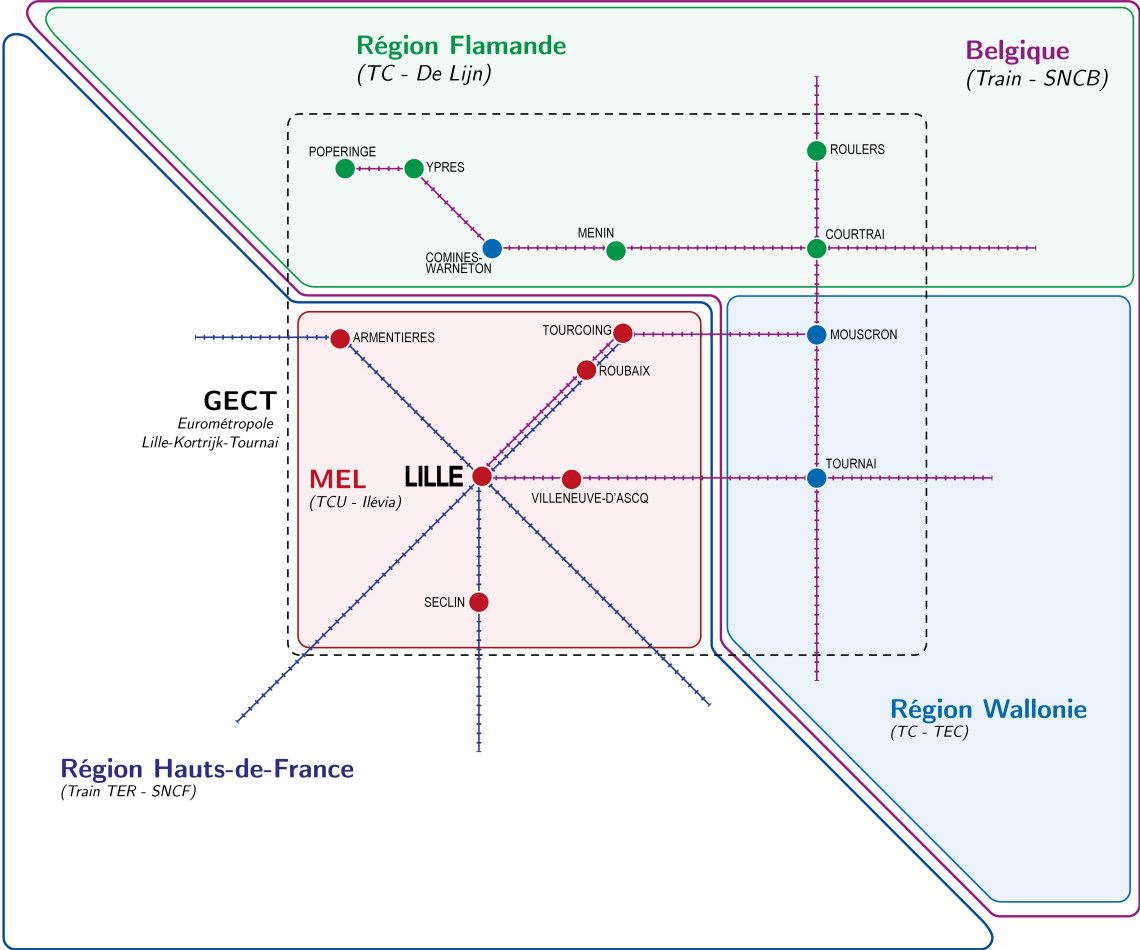 Région Flamande
(TC - De Lijn)
Belgique
(Train - SNCB)
POPERINGE
YPRES
ROULERS
MENIN
COURTRAI
COMINES-
WARNETON
ARMENTIERES
TOURCOING
MOUSCRON
ROUBAIX
GECT
Eurométropole
Lille-Kortrijk-Tournai
MEL
(TCU - Ilévia)
LILLE
VILLENEUVE-D'ASCQ
TOURNAI
SECLIN
Région Wallonie
(TC - TEC)
Région Hauts-de-France
(Train TER - SNCF)